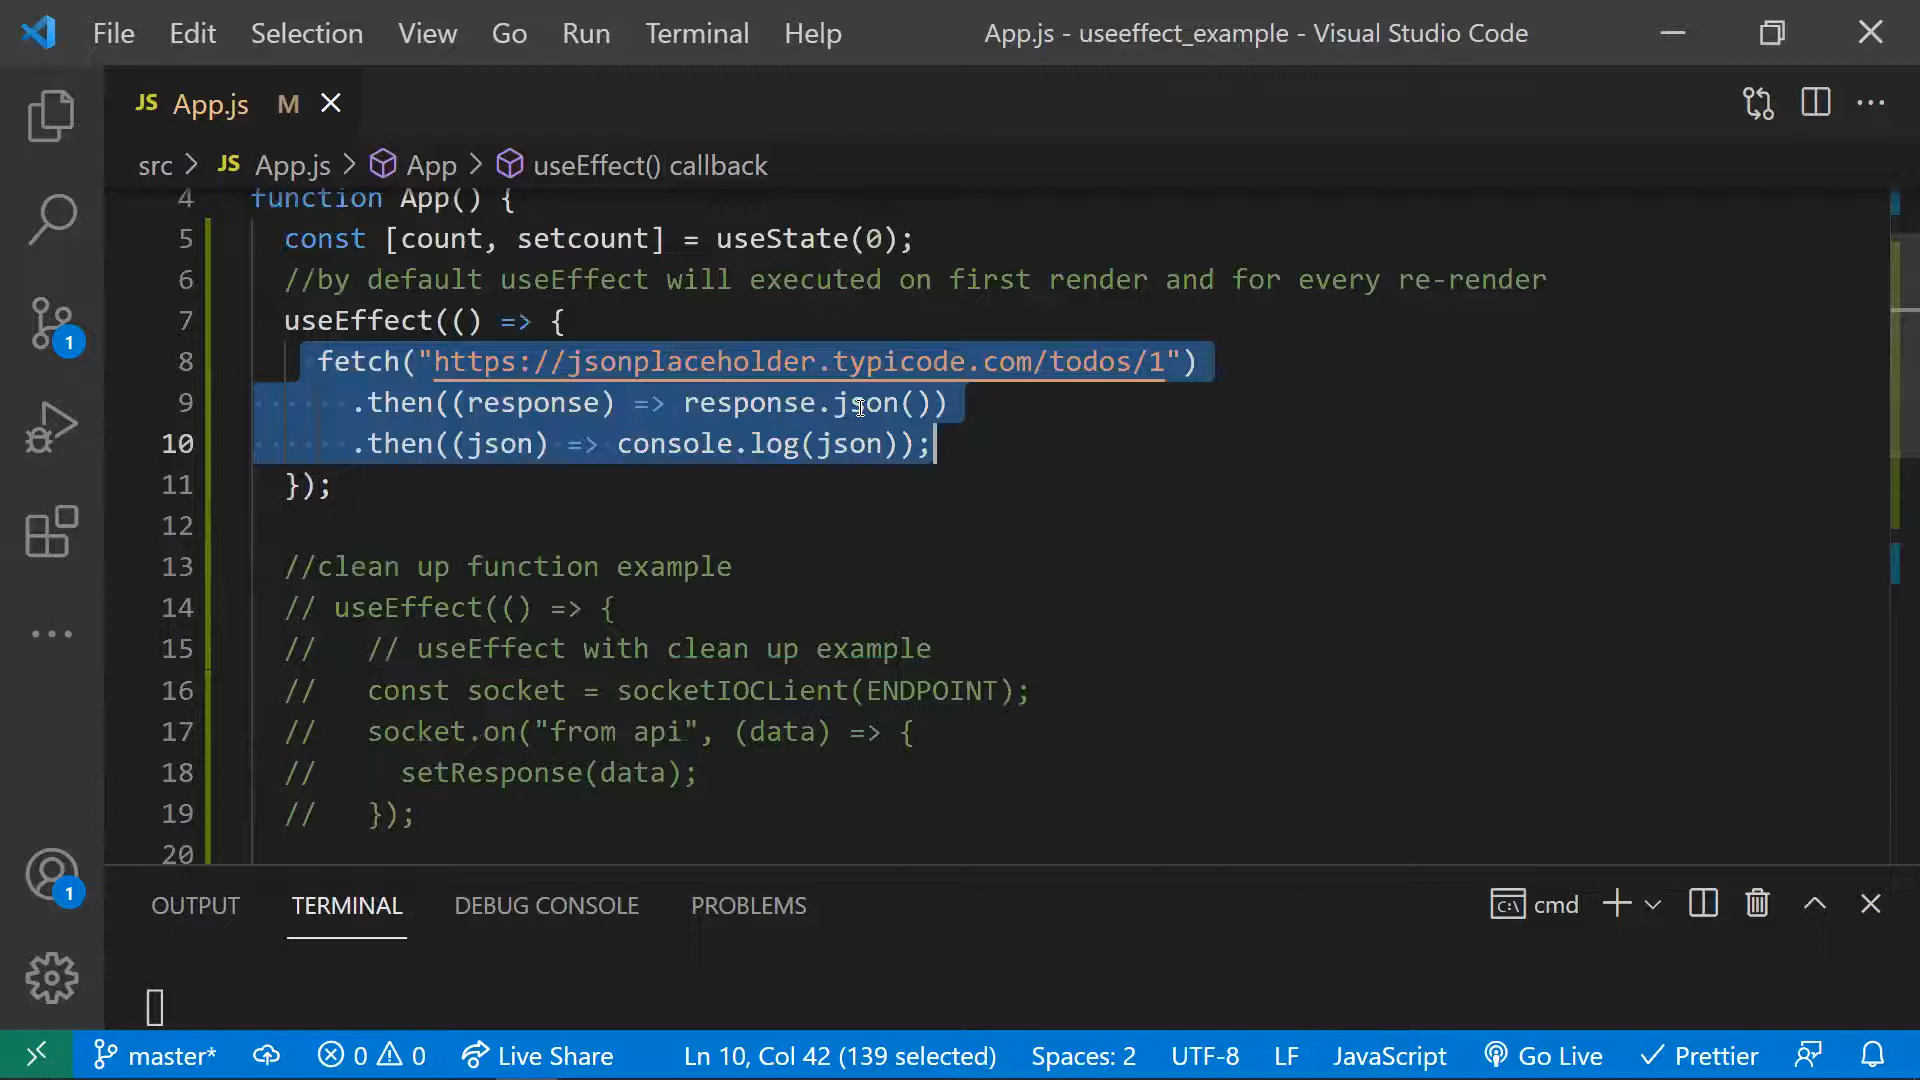 File Edit Selection View Go Run Terminal Help App.js - useeffect_example - Visual Studio Code
JS App.js M
src > JS App.js > App > useEffect() callback
4 function App() {
5 const [count, setcount] = useState(0);
6 //by default useEffect will executed on first render and for every re-render
7 useEffect(() => {
8 fetch("https://jsonplaceholder.typicode.com/todos/1")
9 .then((response) => response.json())
10 .then((json) => console.log(json));
11 });
12
13 //clean up function example
14 // useEffect(() => {
15 // // useEffect with clean up example
16 // const socket = socketIOCLient(ENDPOINT);
17 // socket.on("from api", (data) => {
18 // setResponse(data);
19 // });
20
1
1
OUTPUT TERMINAL DEBUG CONSOLE PROBLEMS cmd
master* 0 0 Live Share Ln 10, Col 42 (139 selected) Spaces: 2 UTF-8 LF JavaScript Go Live Prettier